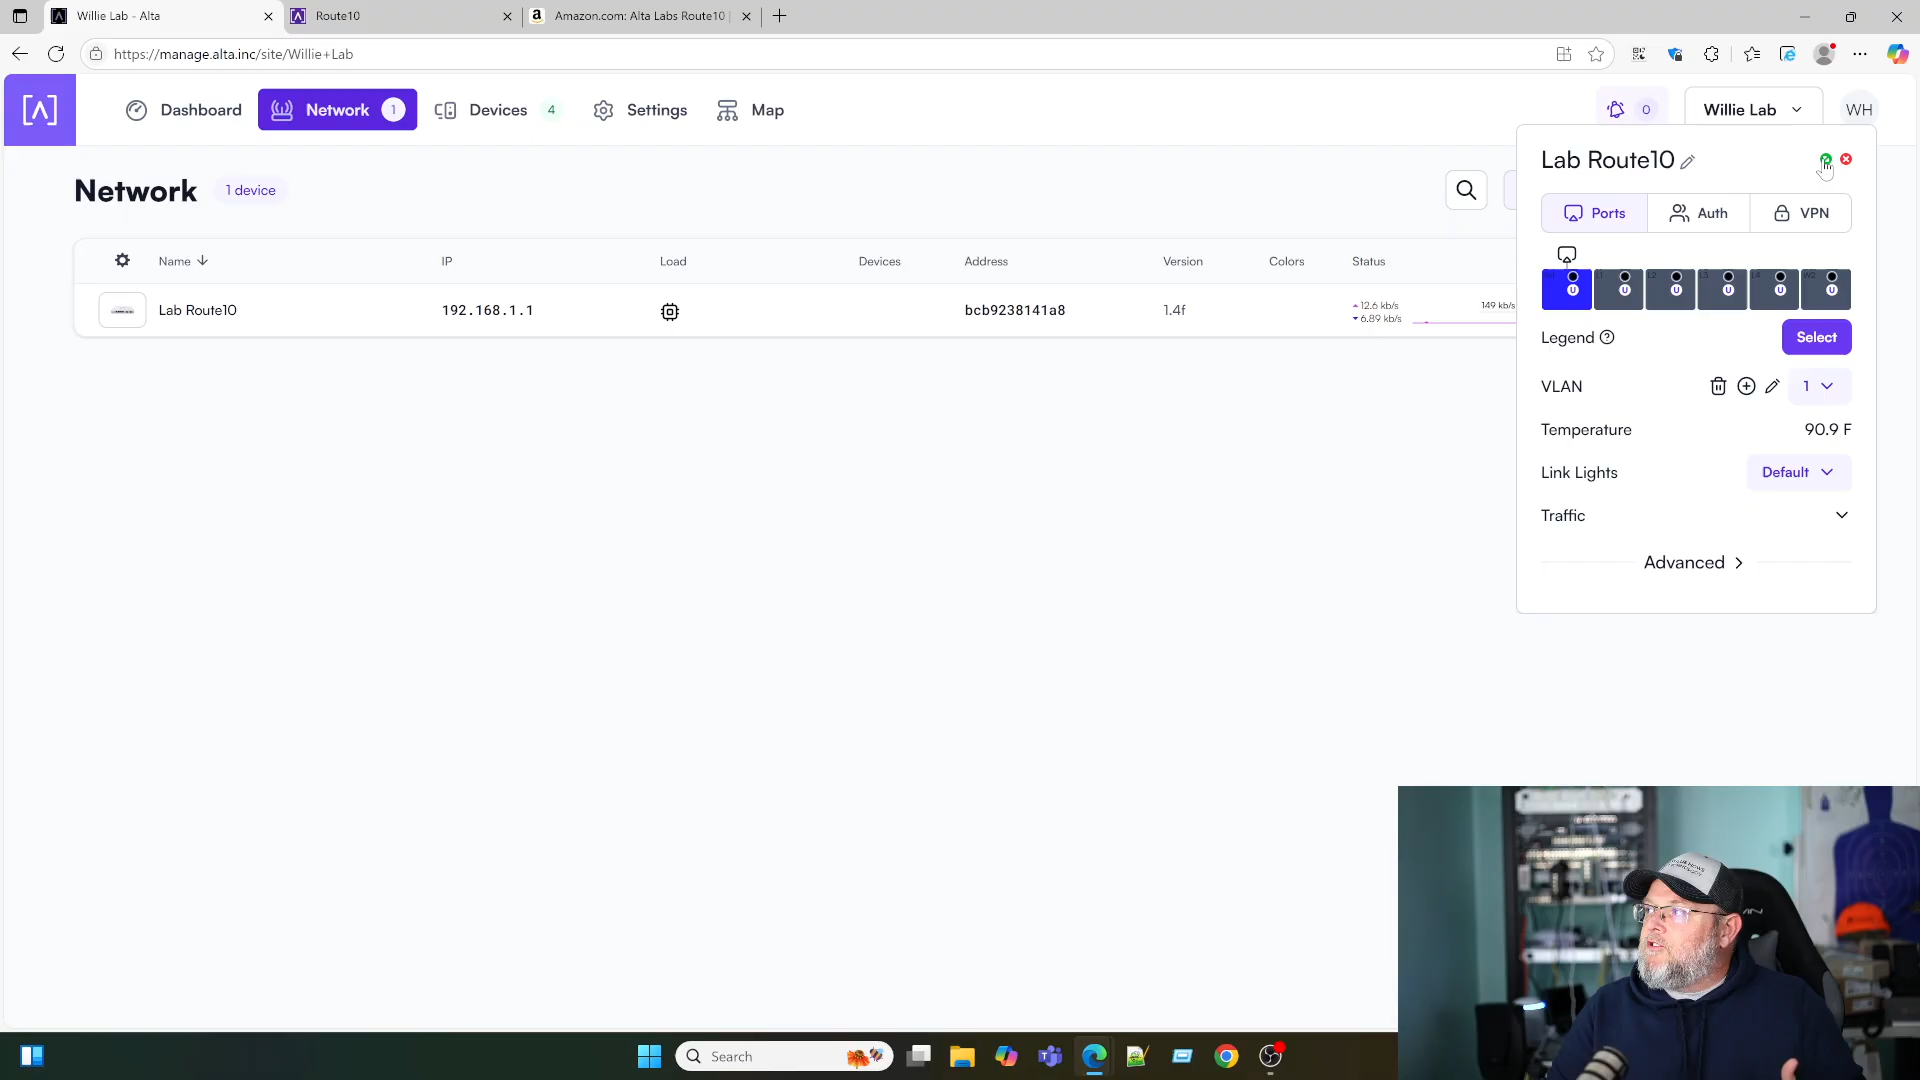 Willie Lab - Alta
Route10
Amazon.com: Alta Labs Route10
https://manage.alta.inc/site/Willie+Lab
Dashboard
Network 1
Devices 4
Settings
Map
0
Willie Lab
WH
Network
1 device
Name
IP
Load
Devices
Address
Version
Colors
Status
Lab Route10
192.168.1.1
bcb9238141a8
1.4f
12.6 kb/s
6.89 kb/s
149 kb/s
Lab Route10
Ports
Auth
VPN
U U U U U U
Legend
Select
VLAN
1
Temperature
90.9 F
Link Lights
Default
Traffic
Advanced
Search